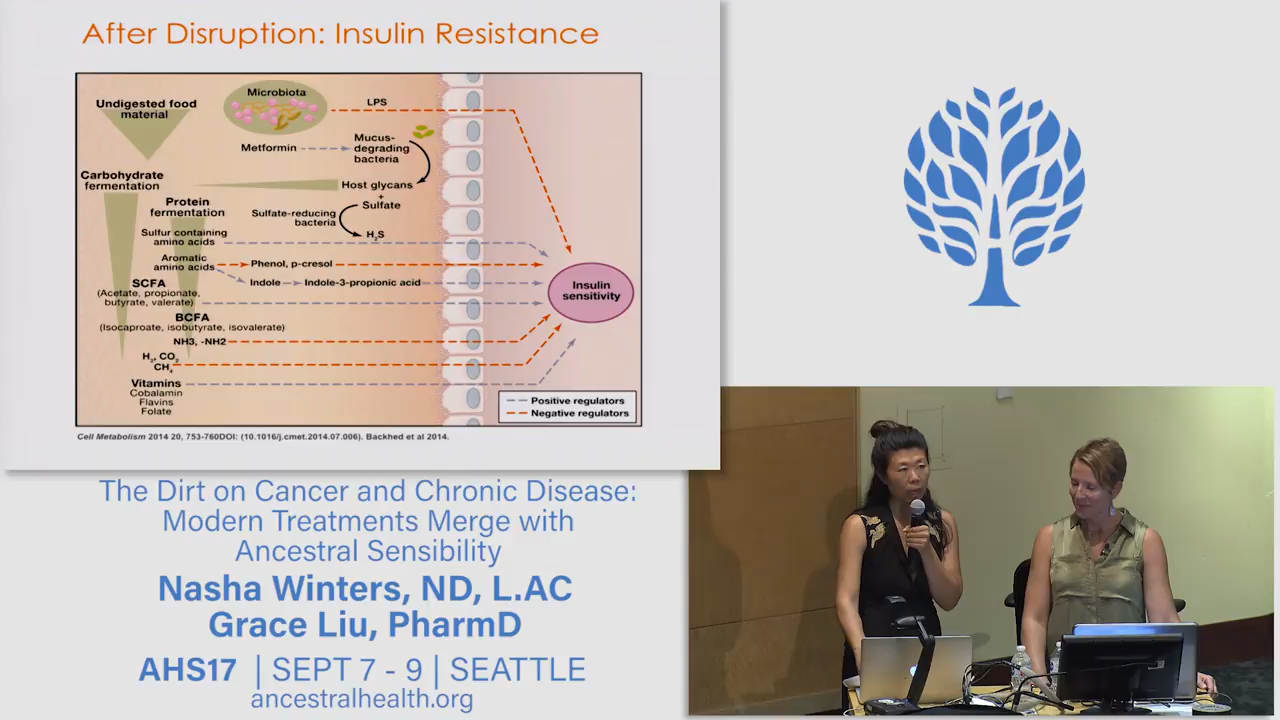 After Disruption: Insulin Resistance
Undigested food
material
Microbiota
LPS
Metformin
Mucus-
degrading
bacteria
Carbohydrate
fermentation
Host glycans
+
Sulfate
Protein
fermentation
Sulfate-reducing
bacteria
H2S
Sulfur containing
amino acids
Aromatic
amino acids
Phenol, p-cresol
Indole
Indole-3-propionic acid
Insulin
sensitivity
SCFA
(Acetate, propionate,
butyrate, valerate)
BCFA
(Isocaproate, isobutyrate, isovalerate)
NH3, -NH2
H2, CO2
CH4
Vitamins
Cobalamin
Flavins
Folate
Positive regulators
Negative regulators
Cell Metabolism 2014 20, 753-760DOI: (10.1016/j.cmet.2014.07.006). Backhed et al 2014.
The Dirt on Cancer and Chronic Disease:
Modern Treatments Merge with
Ancestral Sensibility
Nasha Winters, ND, L.AC
Grace Liu, PharmD
AHS17 | SEPT 7 - 9 | SEATTLE
ancestralhealth.org